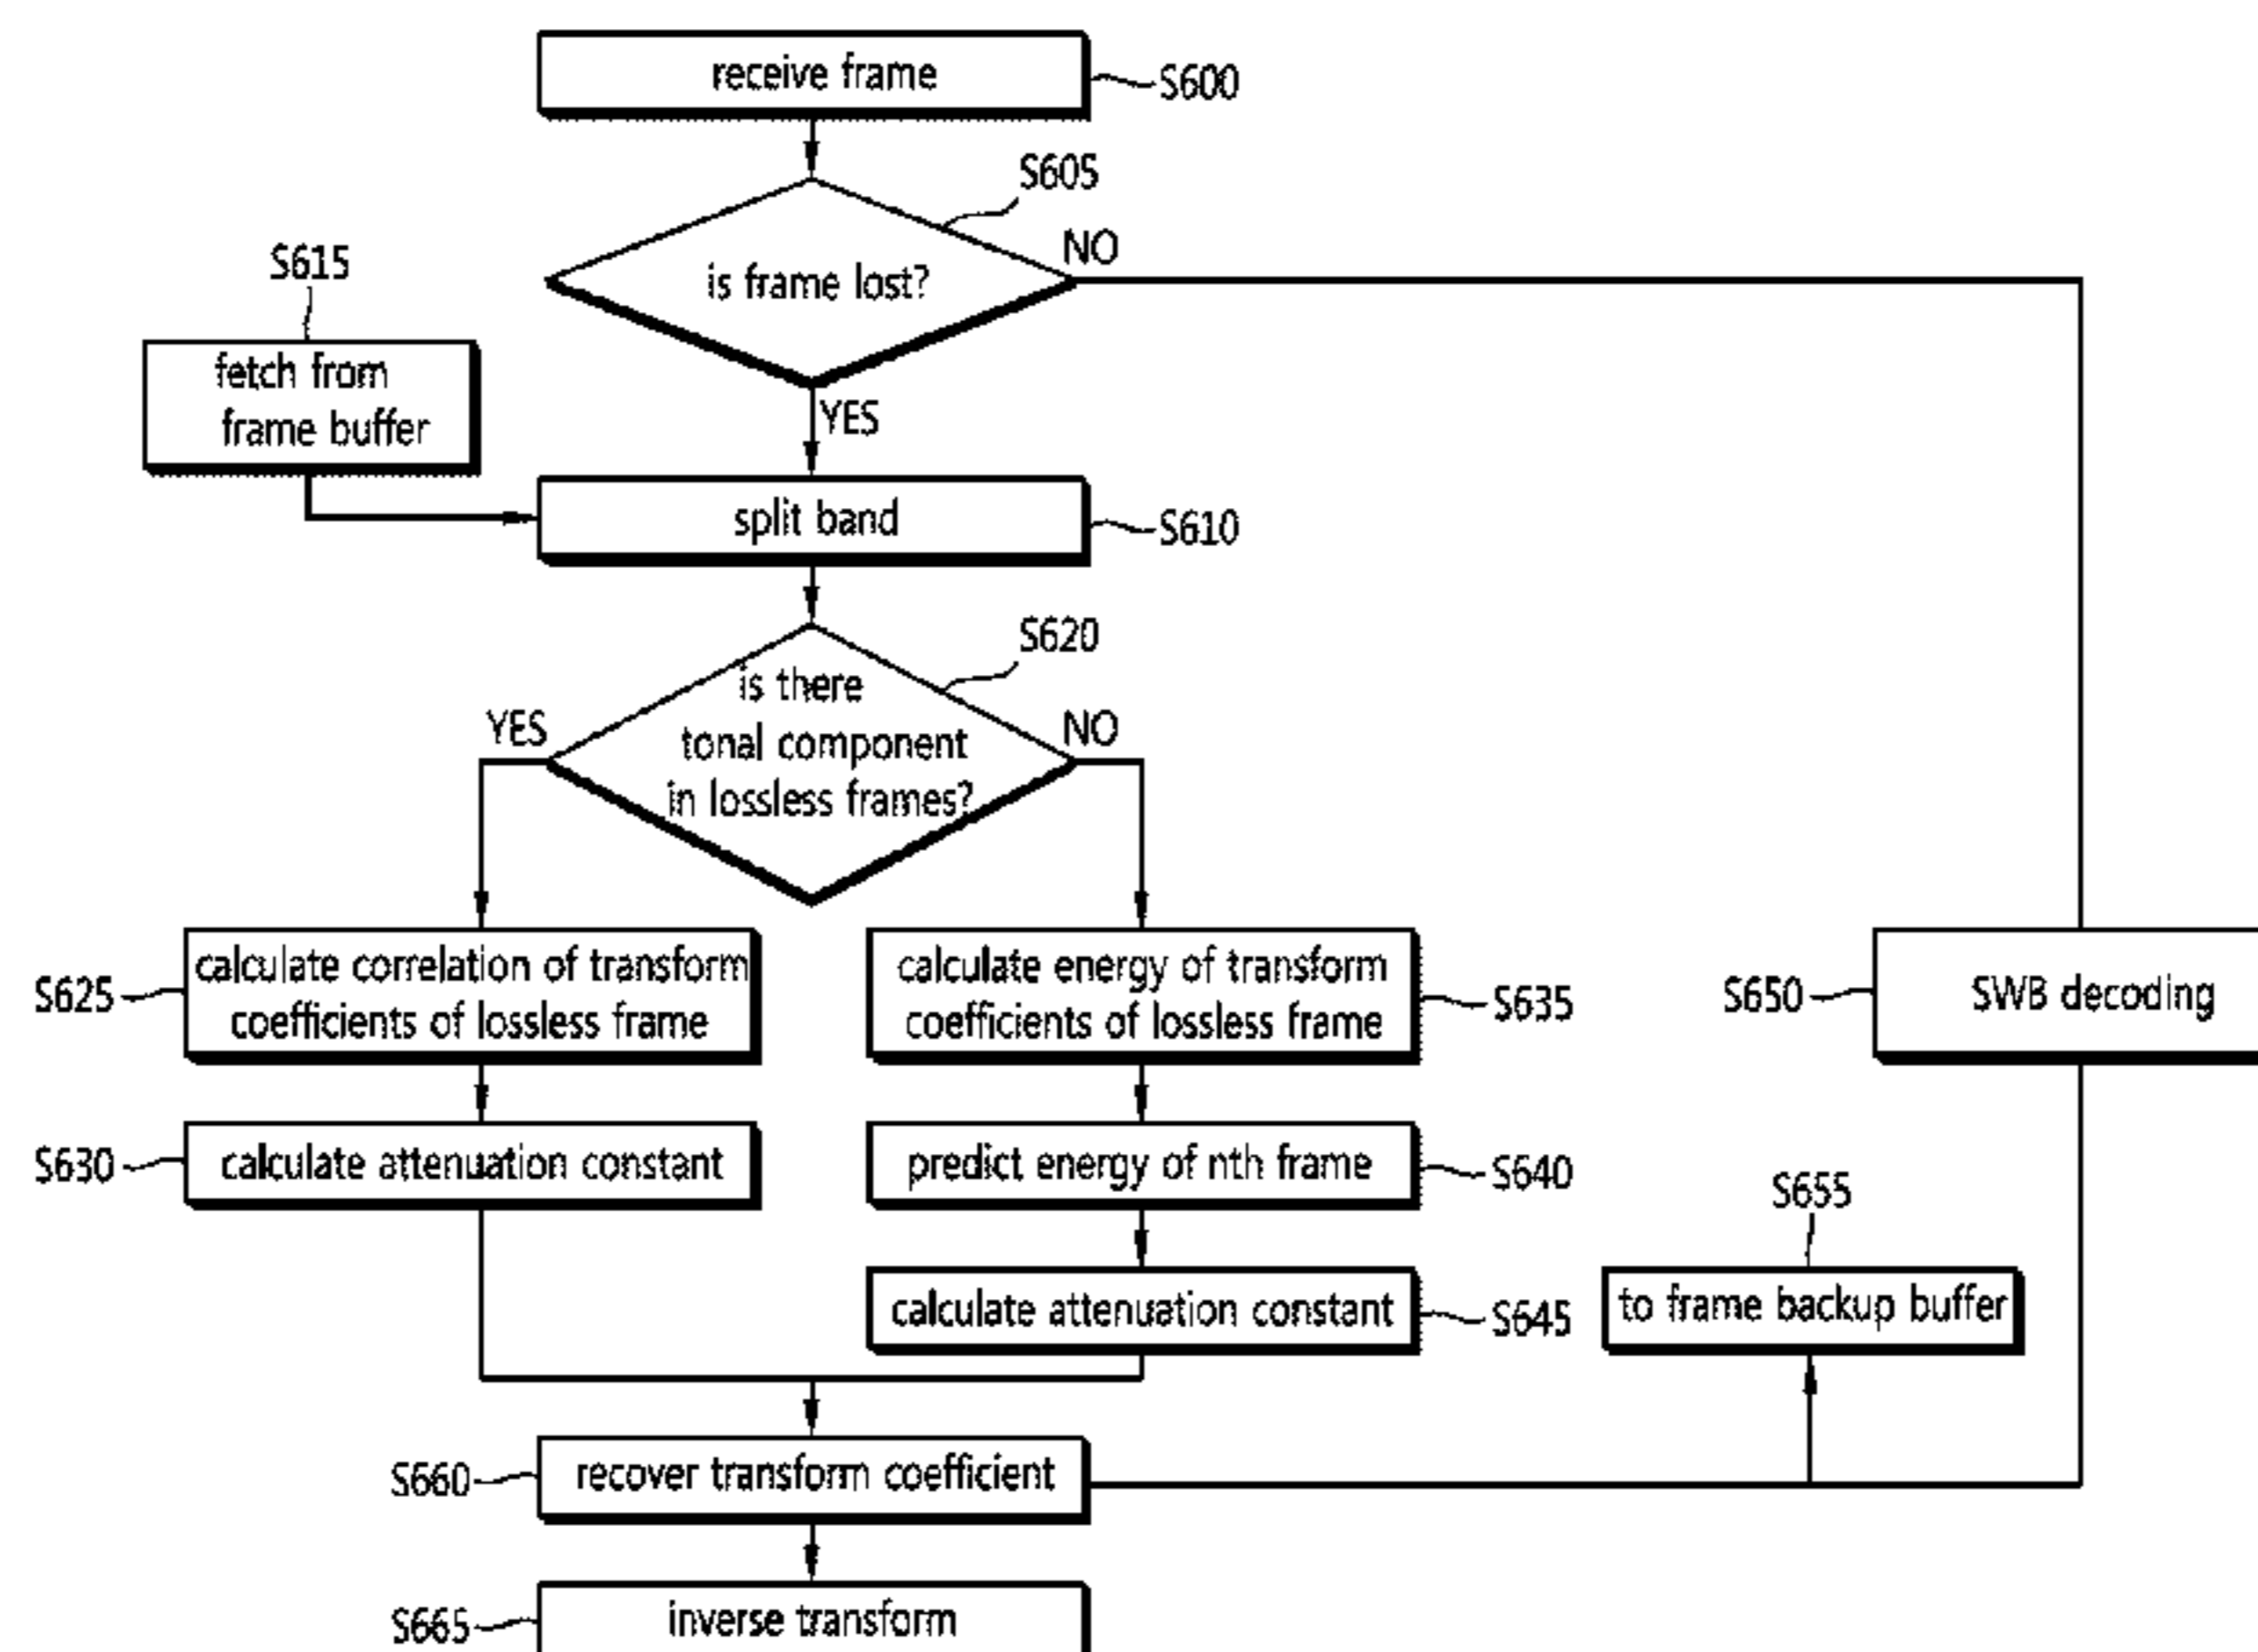 receive frame
S600
S605
is frame lost?
NO
YES
S615
fetch from
frame buffer
split band
S610
S620
is there
tonal component
in lossless frames?
YES
NO
S625
calculate correlation of transform
coefficients of lossless frame
calculate energy of transform
coefficients of lossless frame
S635
S650
SWB decoding
S630
calculate attenuation constant
predict energy of nth frame
S640
S655
calculate attenuation constant
S645
to frame backup buffer
S660
recover transform coefficient
S665
inverse transform